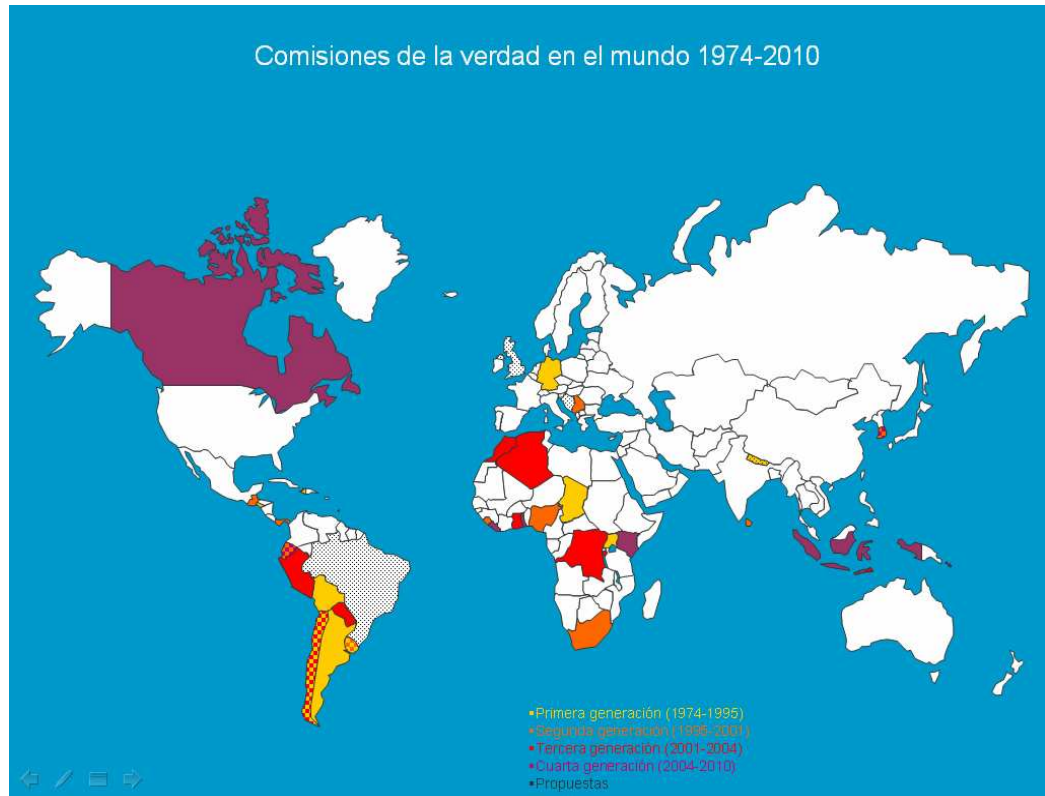 Comisiones de la verdad en el mundo 1974-2010
▪Primera generación (1974-1995)
▪Segunda generación (1995-2001)
▪Tercera generación (2001-2004)
▪Cuarta generación (2004-2010)
▪Propuestas